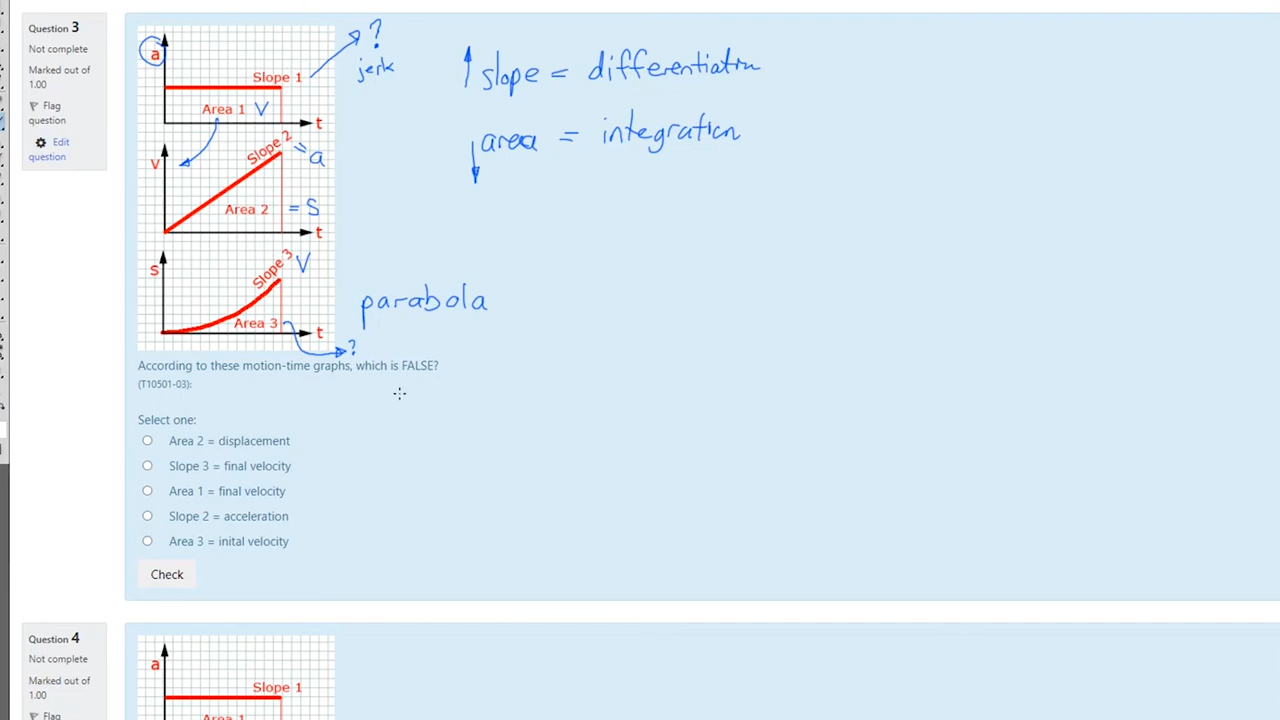 Question 3
Not complete
Marked out of
1.00
Flag
question
Edit
question
a
Slope 1
?
jerk
Area 1 V
t
slope = differentiation
area = integration
V
Slope 2
= a
Area 2 = S
t
S
Slope 3 V
Area 3
t
?
parabola
According to these motion-time graphs, which is FALSE?
(T10501-03):
Select one:
Area 2 = displacement
Slope 3 = final velocity
Area 1 = final velocity
Slope 2 = acceleration
Area 3 = inital velocity
Check
Question 4
Not complete
Marked out of
1.00
Flag
a
Slope 1
Area 1